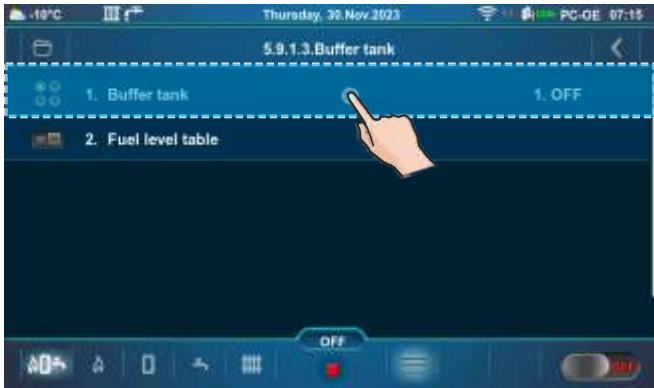 -10°C Thursday, 30.Nov.2023 PC-OE 07:15
5.9.1.3.Buffer tank
1. Buffer tank 1. OFF
2. Fuel level table
OFF
OFF